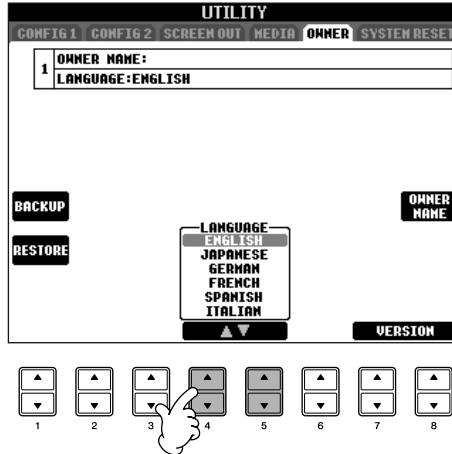 UTILITY
CONFIG 1 CONFIG 2 SCREEN OUT MEDIA OWNER SYSTEM RESET
1 OWNER NAME:
LANGUAGE:ENGLISH
BACKUP
OWNER
NAME
RESTORE
LANGUAGE
ENGLISH
JAPANESE
GERMAN
FRENCH
SPANISH
ITALIAN
VERSION
1 2 3 4 5 6 7 8